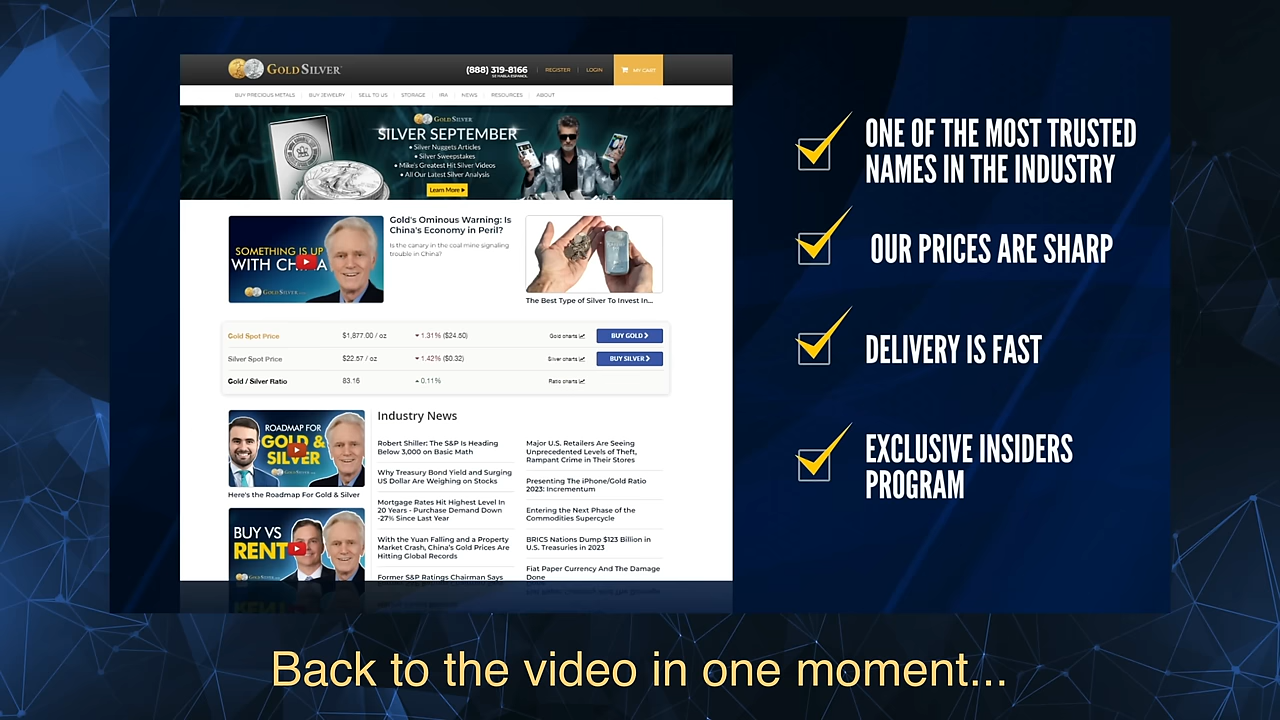 GOLDSILVER
(888) 319-8166
SE HABLA ESPAÑOL
REGISTER
LOGIN
MY CART
BUY PRECIOUS METALS
BUY JEWELRY
SELL TO US
STORAGE
IRA
NEWS
RESOURCES
ABOUT
GOLDSILVER
SILVER SEPTEMBER
• Silver Nuggets Articles
• Silver Sweepstakes
• Mike's Greatest Hit Silver Videos
• All Our Latest Silver Analysis
Learn More
SOMETHING IS UP
WITH CHINA
GOLDSILVER.com
Gold's Ominous Warning: Is
China's Economy in Peril?
Is the canary in the coal mine signaling
trouble in China?
The Best Type of Silver To Invest In...
Gold Spot Price $1,877.00 / oz 1.31% ($24.50) Gold charts BUY GOLD
Silver Spot Price $22.57 / oz 1.42% ($0.32) Silver charts BUY SILVER
Gold / Silver Ratio 83.16 0.11% Ratio charts
ROADMAP FOR
GOLD &
SILVER
GOLDSILVER
Here's the Roadmap For Gold & Silver
BUY VS
RENT
GOLDSILVER
Industry News
Robert Shiller: The S&P Is Heading
Below 3,000 on Basic Math
Why Treasury Bond Yield and Surging
US Dollar Are Weighing on Stocks
Mortgage Rates Hit Highest Level In
20 Years - Purchase Demand Down
-27% Since Last Year
With the Yuan Falling and a Property
Market Crash, China's Gold Prices Are
Hitting Global Records
Former S&P Ratings Chairman Says
Major U.S. Retailers Are Seeing
Unprecedented Levels of Theft,
Rampant Crime in Their Stores
Presenting The iPhone/Gold Ratio
2023: Incrementum
Entering the Next Phase of the
Commodities Supercycle
BRICS Nations Dump $123 Billion in
U.S. Treasuries in 2023
Fiat Paper Currency And The Damage
Done
ONE OF THE MOST TRUSTED
NAMES IN THE INDUSTRY
OUR PRICES ARE SHARP
DELIVERY IS FAST
EXCLUSIVE INSIDERS
PROGRAM
Back to the video in one moment...